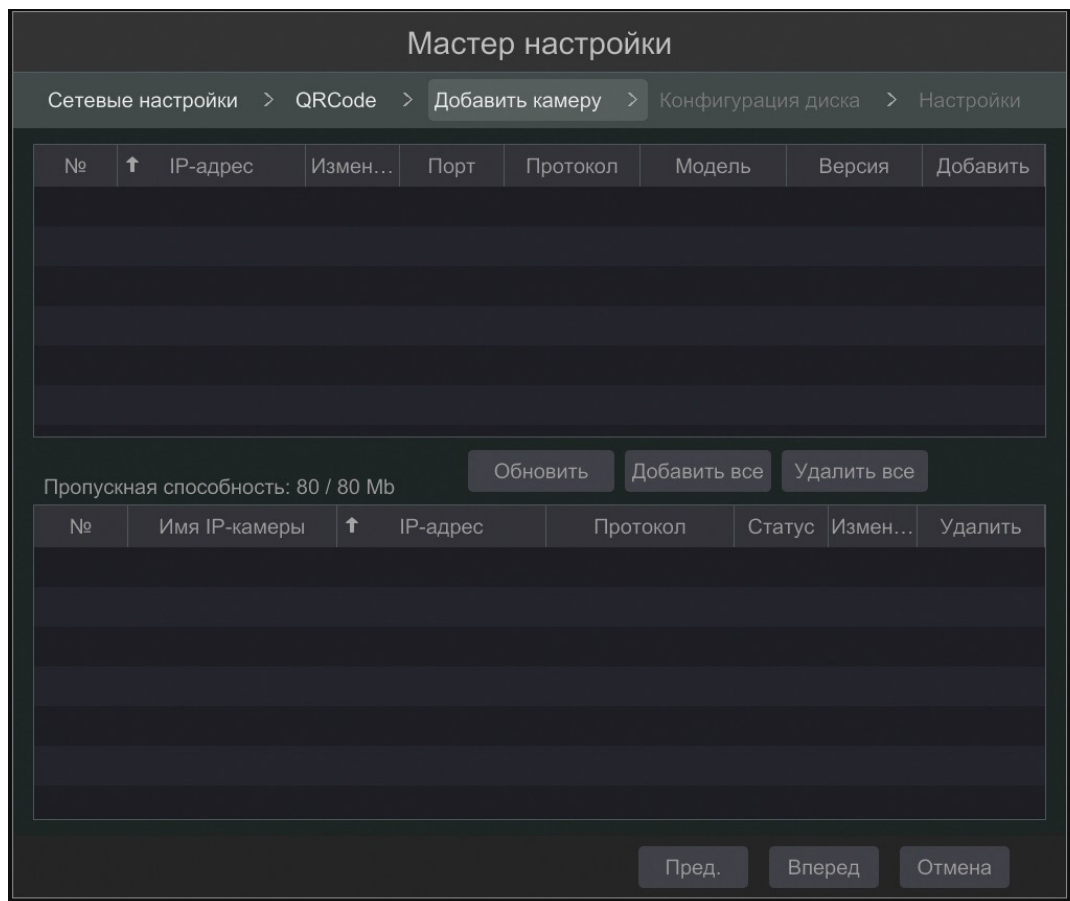 Мастер настройки
Сетевые настройки > QRCode > Добавить камеру > Конфигурация диска > Настройки
№ ↑ IP-адрес Измен... Порт Протокол Модель Версия Добавить
Обновить Добавить все Удалить все
Пропускная способность: 80 / 80 Mb
№ Имя IP-камеры ↑ IP-адрес Протокол Статус Измен... Удалить
Пред. Вперед Отмена